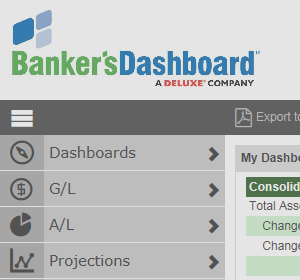 Banker'sDashboard™
A DELUXE® COMPANY
Export to
Dashboards
My Dashbo
G/L
Consolid
Total Asse
A/L
Change
Change
Projections